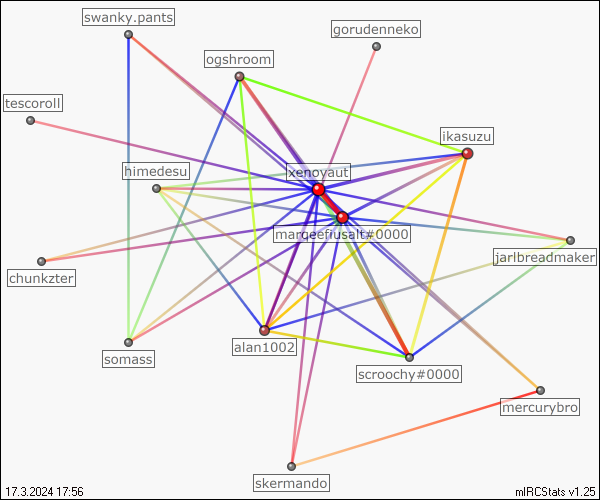 swanky.pants
gorudenneko
ogshroom
tescoroll
ikasuzu
himedesu
xenoyaut
marqeefiusalt#0000
jarlbreadmaker
chunkzter
alan1002
somass
scroochy#0000
mercurybro
skermando
17.3.2024 17:56
mIRCStats v1.25